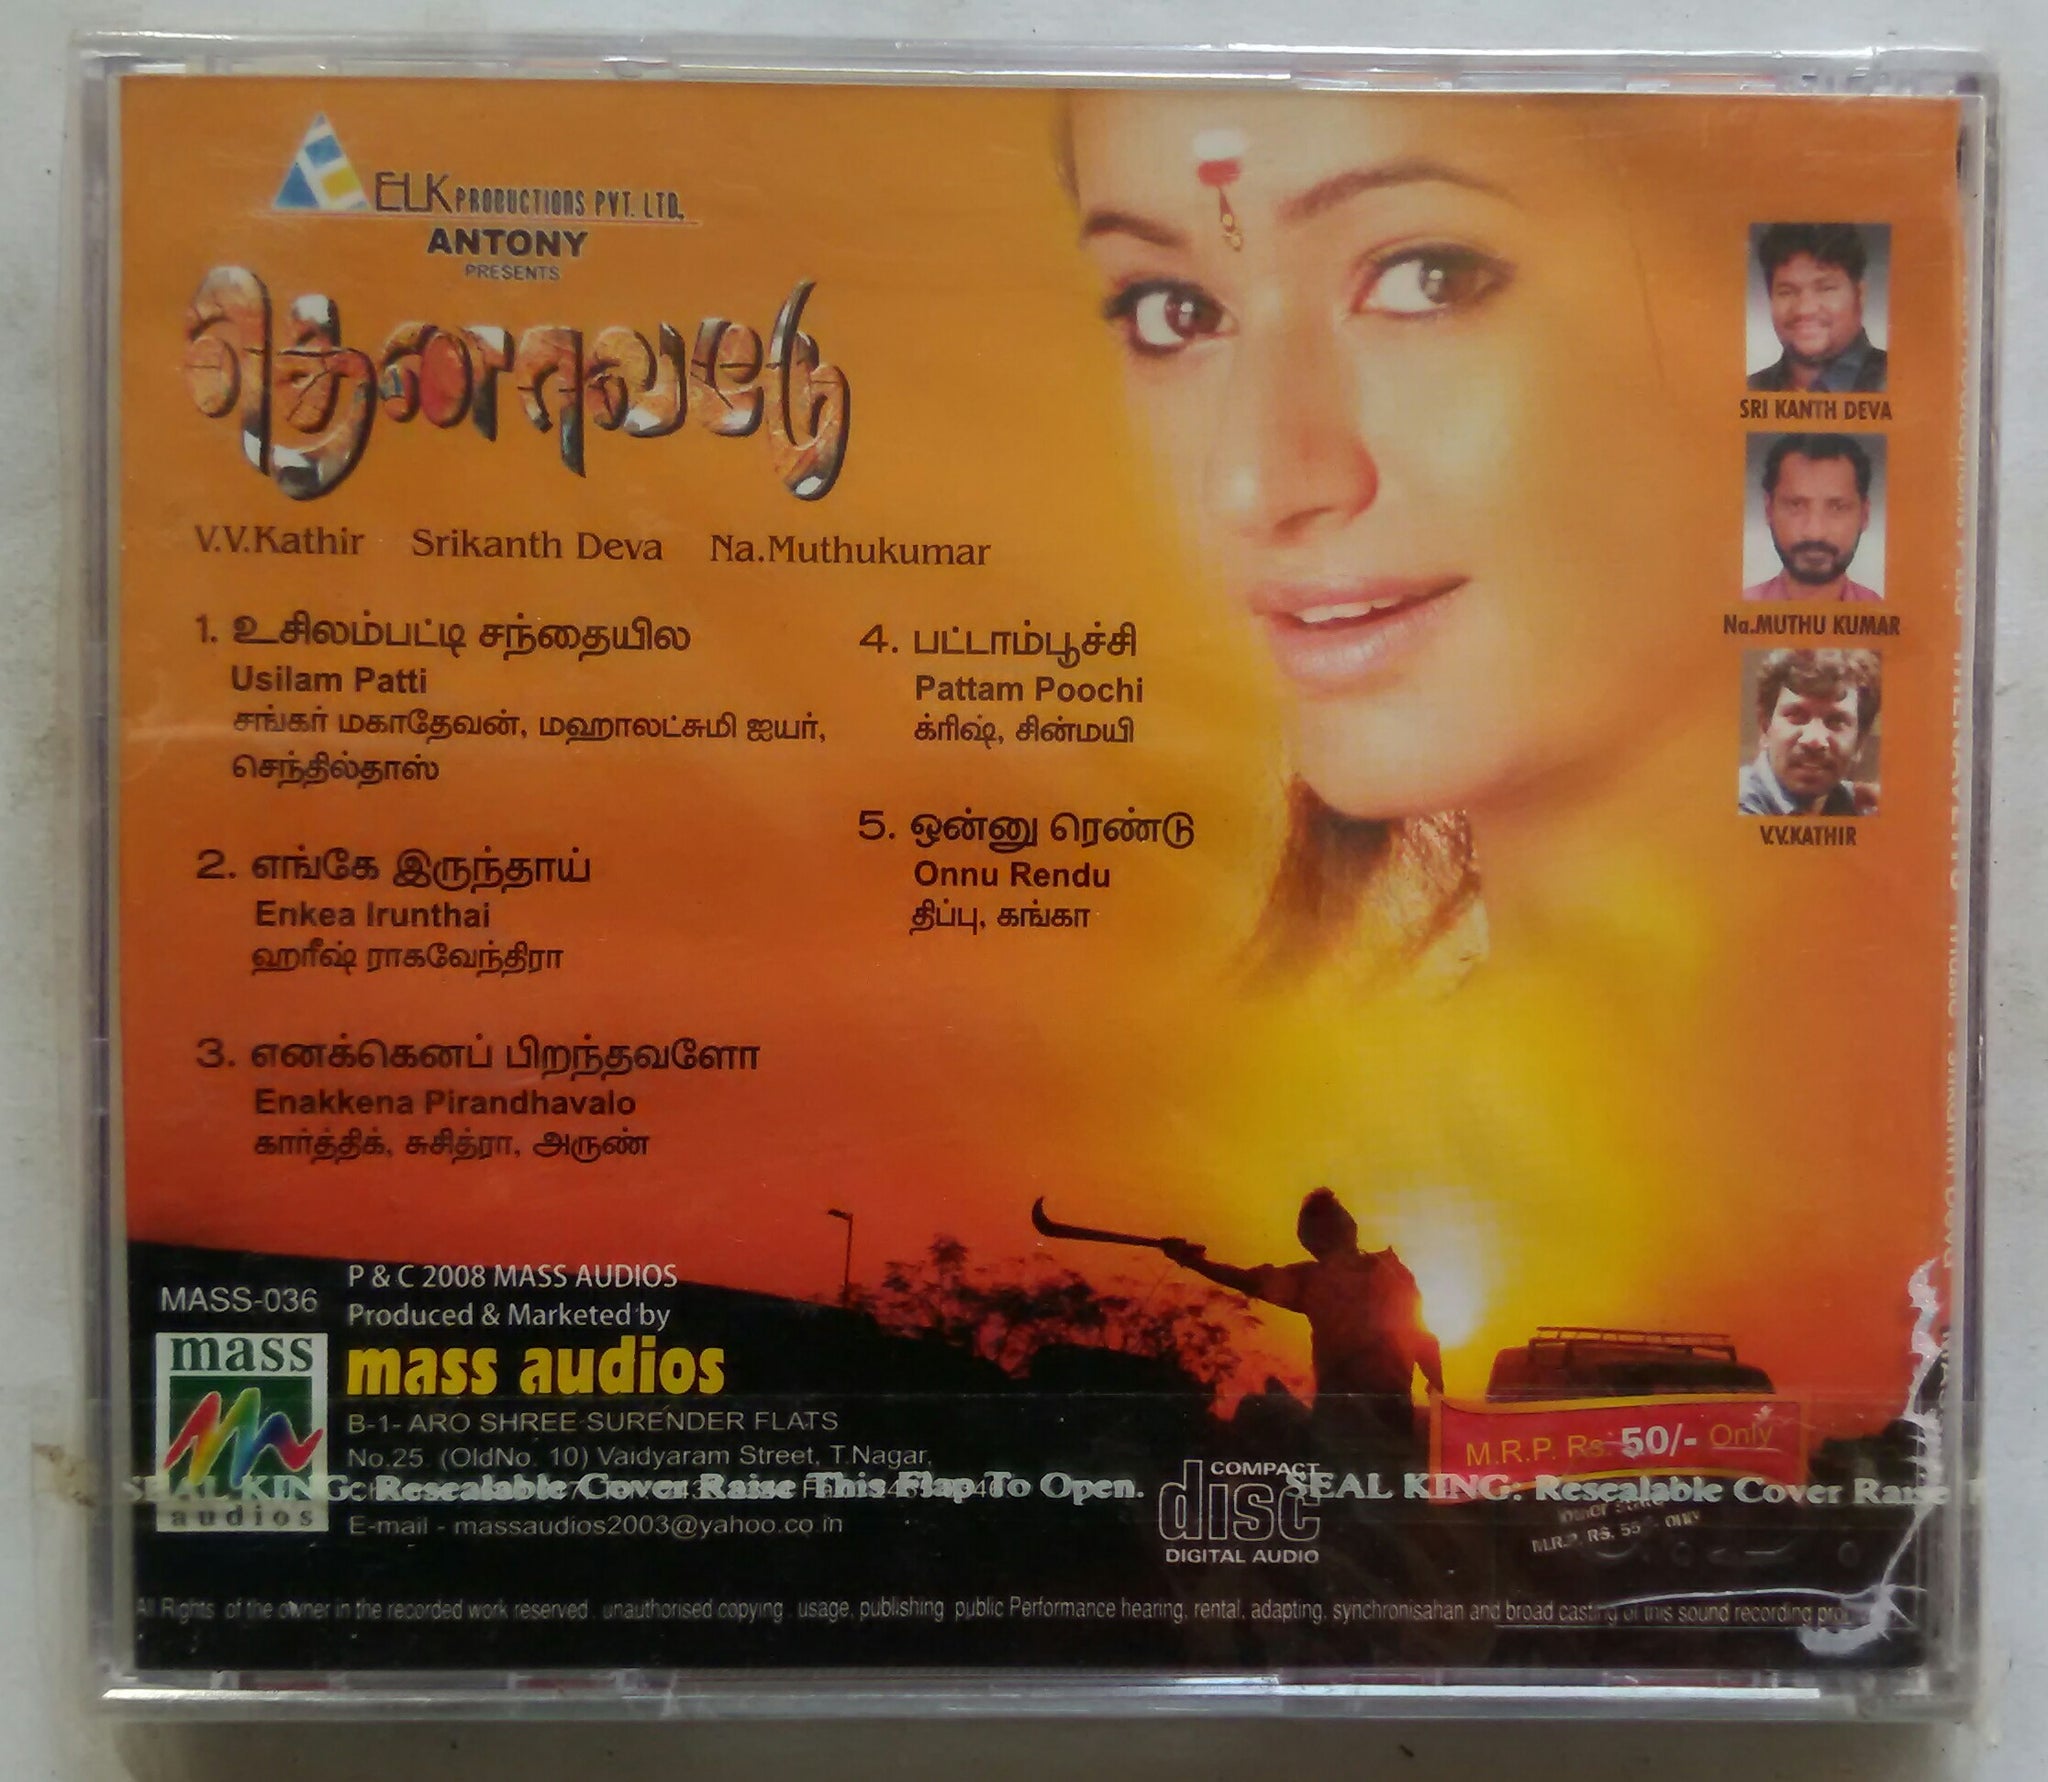 ELK PRODUCTIONS PVT. LTD.
ANTONY
PRESENTS
தெனாவட்டு
V.V.Kathir Srikanth Deva Na.Muthukumar
1. உசிலம்பட்டி சந்தையில
Usilam Patti
சங்கர் மகாதேவன், மஹாலட்சுமி ஐயர்,
செந்தில்தாஸ்
2. எங்கே இருந்தாய்
Enkea Irunthai
ஹரீஷ் ராகவேந்திரா
3. எனக்கெனப் பிறந்தவளோ
Enakkena Pirandhavalo
கார்த்திக், சுசித்ரா, அருண்
4. பட்டாம்பூச்சி
Pattam Poochi
க்ரிஷ், சின்மயி
5. ஒன்னு ரெண்டு
Onnu Rendu
திப்பு, கங்கா
SRI KANTH DEVA
Na.MUTHU KUMAR
V.V.KATHIR
MASS-036
mass
audios
P & C 2008 MASS AUDIOS
Produced & Marketed by
mass audios
B-1- ARO SHREE SURENDER FLATS
No.25 (OldNo. 10) Vaidyaram Street, T.Nagar,
E-mail - massaudios2003@yahoo.co.in
SEAL KING: Resealable Cover Raise This Flap To Open.
SEAL KING: Resealable Cover Raise
COMPACT
disc
DIGITAL AUDIO
M.R.P. Rs. 50/- Only
M.R.P. RS. 55 - ONLY
All Rights of the owner in the recorded work reserved . unauthorised copying . usage, publishing public Performance hearing, rental, adapting, synchronisahan and broad casting of this sound recording